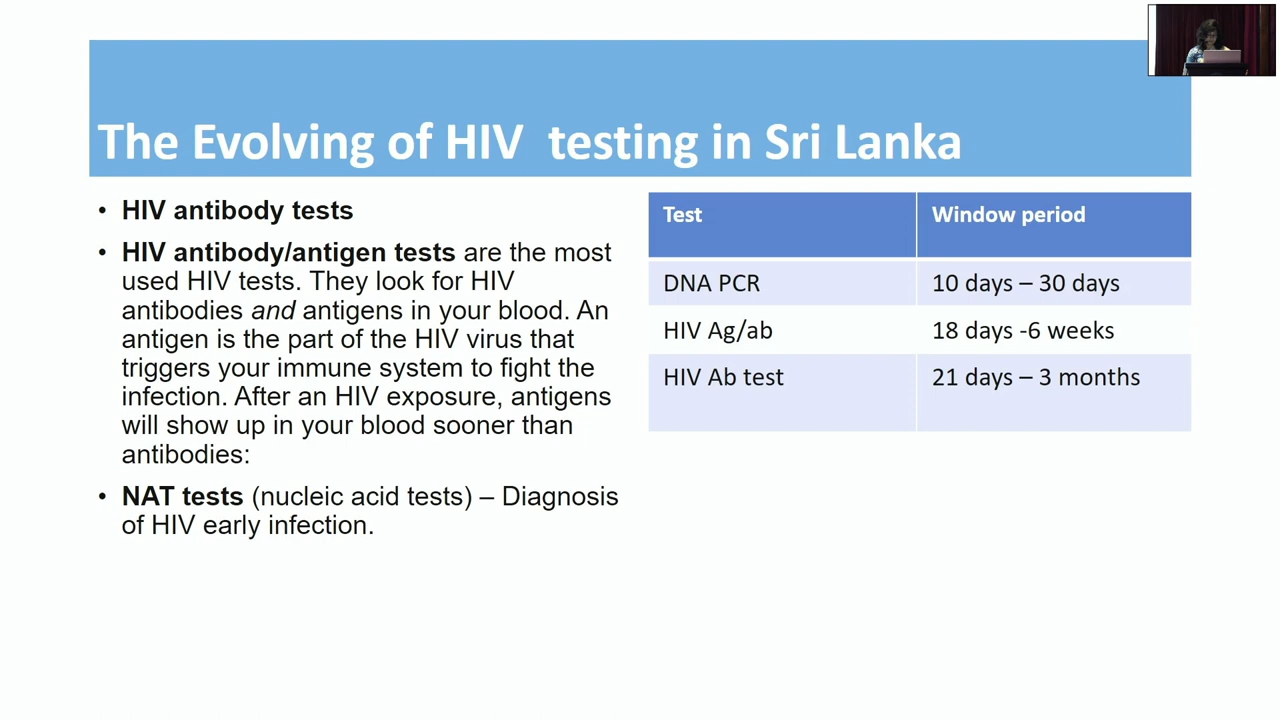 The Evolving of HIV  testing in Sri Lanka
• HIV antibody tests
• HIV antibody/antigen tests are the most
used HIV tests. They look for HIV
antibodies and antigens in your blood. An
antigen is the part of the HIV virus that
triggers your immune system to fight the
infection. After an HIV exposure, antigens
will show up in your blood sooner than
antibodies:
• NAT tests (nucleic acid tests) – Diagnosis
of HIV early infection.
Test Window period
DNA PCR 10 days – 30 days
HIV Ag/ab 18 days -6 weeks
HIV Ab test 21 days – 3 months